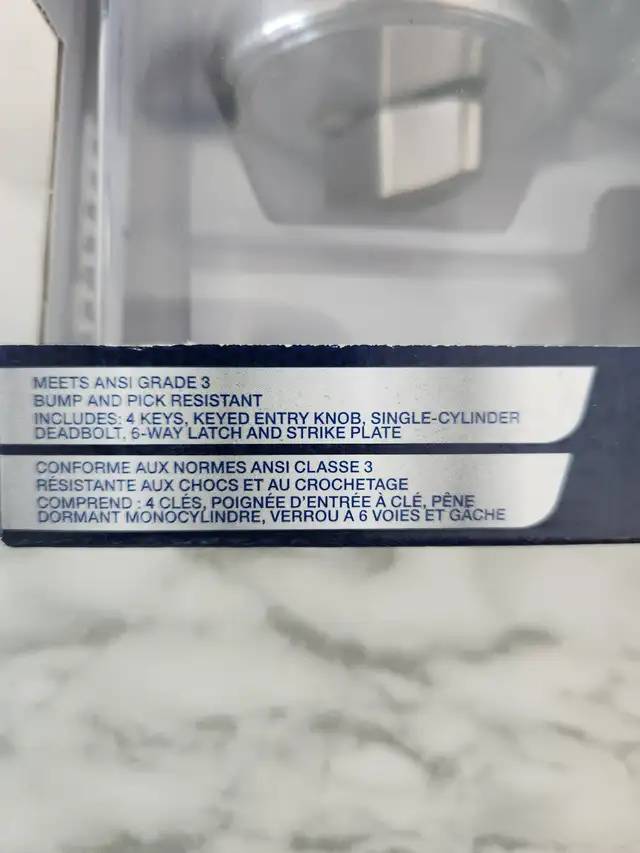 MEETS ANSI GRADE 3
BUMP AND PICK RESISTANT
INCLUDES: 4 KEYS, KEYED ENTRY KNOB, SINGLE-CYLINDER
DEADBOLT, 6-WAY LATCH AND STRIKE PLATE
CONFORME AUX NORMES ANSI CLASSE 3
RÉSISTANTE AUX CHOCS ET AU CROCHETAGE
COMPREND : 4 CLÉS, POIGNÉE D'ENTRÉE À CLÉ, PÊNE
DORMANT MONOCYLINDRE, VERROU À 6 VOIES ET GÂCHE